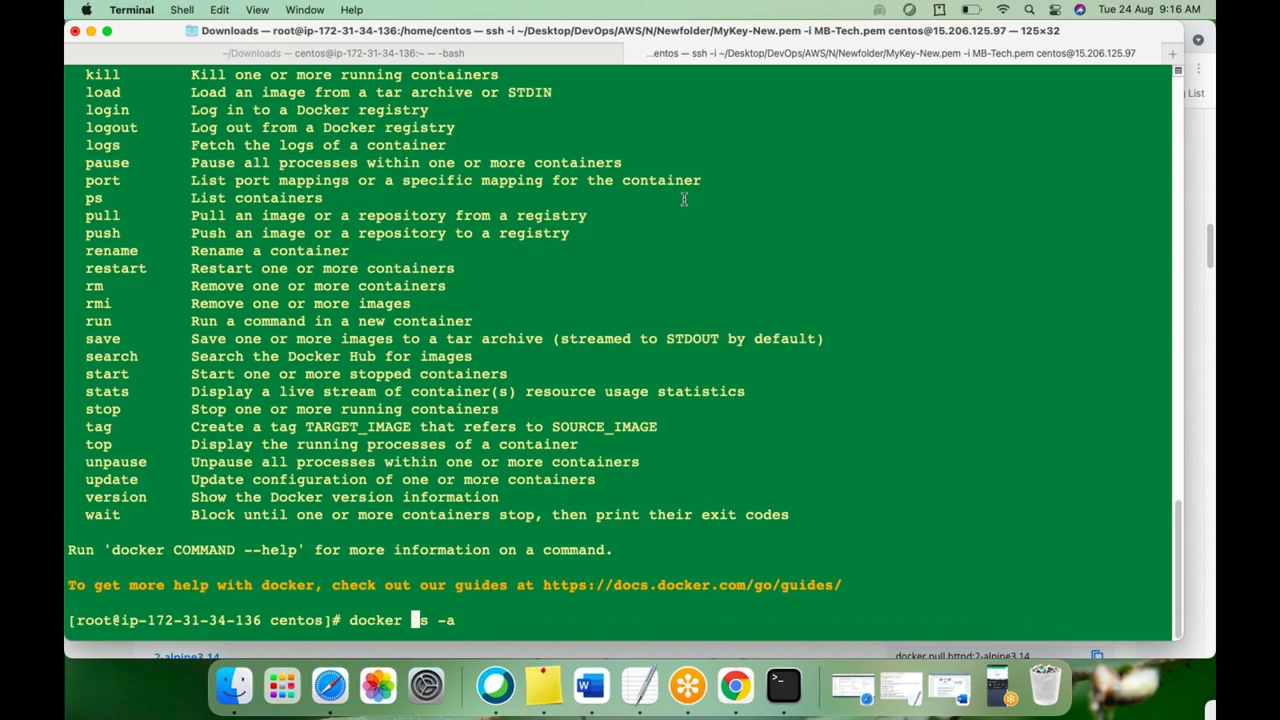 Terminal Shell Edit View Window Help Tue 24 Aug 9:16 AM
Downloads — root@ip-172-31-34-136:/home/centos — ssh -i ~/Desktop/DevOps/AWS/N/Newfolder/MyKey-New.pem -i MB-Tech.pem centos@15.206.125.97 — 125×32
~/Downloads — centos@ip-172-31-34-136:~ — -bash ...entos — ssh -i ~/Desktop/DevOps/AWS/N/Newfolder/MyKey-New.pem -i MB-Tech.pem centos@15.206.125.97 +
kill Kill one or more running containers
load Load an image from a tar archive or STDIN
login Log in to a Docker registry
logout Log out from a Docker registry
logs Fetch the logs of a container
pause Pause all processes within one or more containers
port List port mappings or a specific mapping for the container
ps List containers
pull Pull an image or a repository from a registry
push Push an image or a repository to a registry
rename Rename a container
restart Restart one or more containers
rm Remove one or more containers
rmi Remove one or more images
run Run a command in a new container
save Save one or more images to a tar archive (streamed to STDOUT by default)
search Search the Docker Hub for images
start Start one or more stopped containers
stats Display a live stream of container(s) resource usage statistics
stop Stop one or more running containers
tag Create a tag TARGET_IMAGE that refers to SOURCE_IMAGE
top Display the running processes of a container
unpause Unpause all processes within one or more containers
update Update configuration of one or more containers
version Show the Docker version information
wait Block until one or more containers stop, then print their exit codes
Run 'docker COMMAND --help' for more information on a command.
To get more help with docker, check out our guides at https://docs.docker.com/go/guides/
[root@ip-172-31-34-136 centos]# docker s -a
List
2-alpine3.14 docker pull httpd:2-alpine3.14